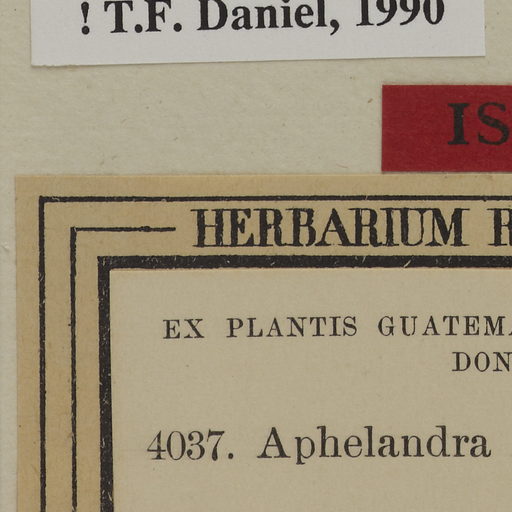 ! T.F. Daniel, 1990
IS
HERBARIUM
EX PLANTIS GUATEMA
DON
4037. Aphelandra